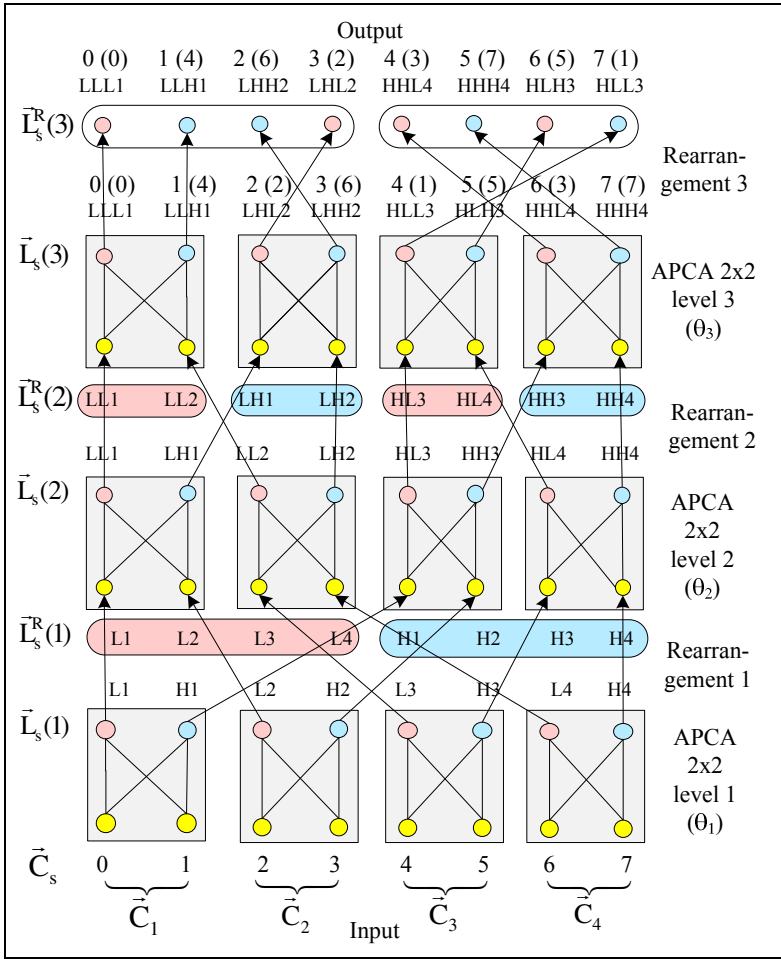 Output
0 (0) 1 (4) 2 (6) 3 (2) 4 (3) 5 (7) 6 (5) 7 (1)
LLL1 LLH1 LHH2 LHL2 HHL4 HHH4 HLH3 HLL3
L⃗ₛᴿ(3)
Rearran-
gement 3
0 (0) 1 (4) 2 (2) 3 (6) 4 (1) 5 (5) 6 (3) 7 (7)
LLL1 LLH1 LHL2 LHH2 HLL3 HLH3 HHL4 HHH4
L⃗ₛ(3)
APCA 2x2
level 3
(θ₃)
L⃗ₛᴿ(2) LL1 LL2 LH1 LH2 HL3 HL4 HH3 HH4
Rearran-
gement 2
LL1 LH1 LL2 LH2 HL3 HH3 HL4 HH4
L⃗ₛ(2)
APCA
2x2
level 2
(θ₂)
L⃗ₛᴿ(1) L1 L2 L3 L4 H1 H2 H3 H4
Rearran-
gement 1
L1 H1 L2 H2 L3 H3 L4 H4
L⃗ₛ(1)
APCA
2x2
level 1
(θ₁)
C⃗ₛ 0 1 2 3 4 5 6 7
C⃗₁ C⃗₂ C⃗₃ C⃗₄
Input